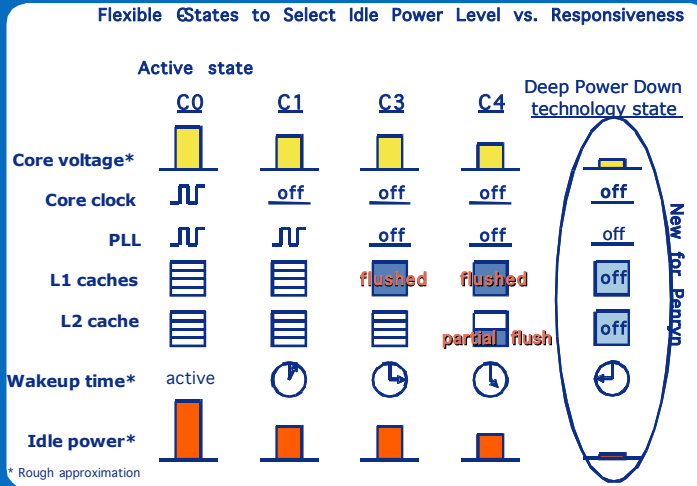 Flexible C-States to Select Idle Power Level vs. Responsiveness
Active state
Deep Power Down
technology state
C0 C1 C3 C4
Core voltage*
Core clock off off off off
PLL off off off
L1 caches flushed flushed off
L2 cache partial flush off
Wakeup time* active
Idle power*
New for Penryn
* Rough approximation